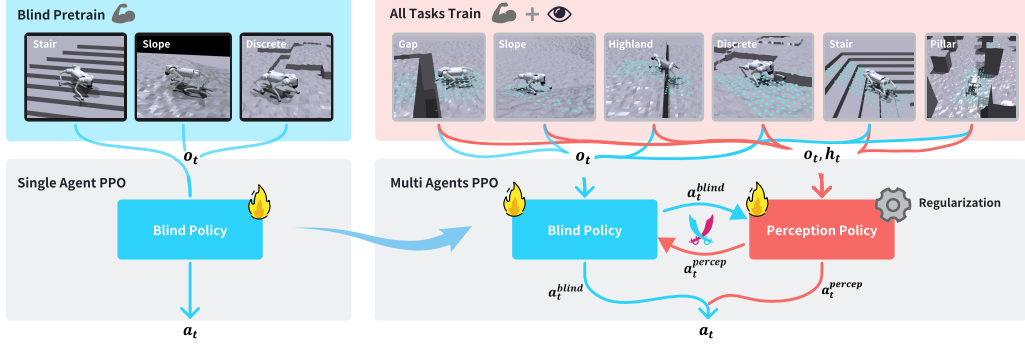 Blind Pretrain
Stair
Slope
Discrete
o_t
Single Agent PPO
Blind Policy
a_t
All Tasks Train
+
Gap
Slope
Highland
Discrete
Stair
Pillar
o_t
o_t, h_t
Multi Agents PPO
Blind Policy
a_t^{blind}
a_t^{percep}
Perception Policy
Regularization
a_t^{blind}
a_t^{percep}
a_t